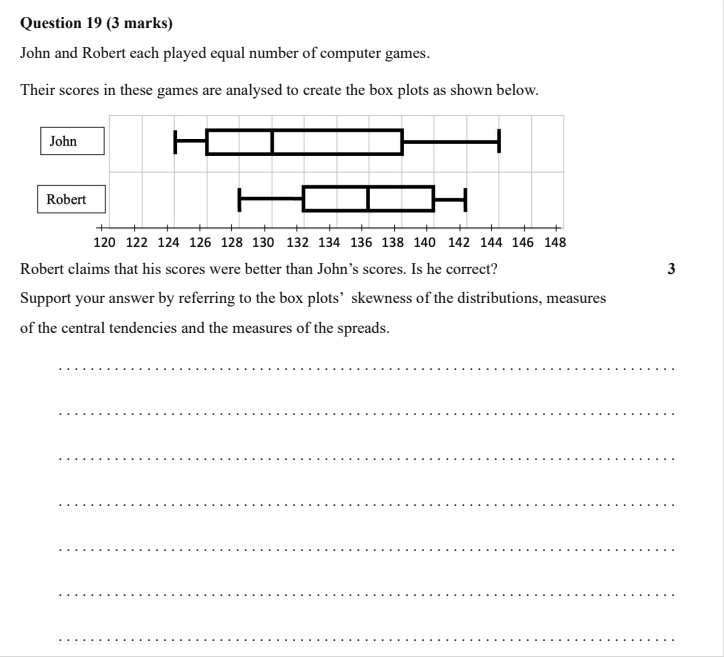 Question 19 (3 marks)
John and Robert each played equal number of computer games.
Their scores in these games are analysed to create the box plots as shown below.
John
Robert
120 122 124 126 128 130 132 134 136 138 140 142 144 146 148
Robert claims that his scores were better than John’s scores. Is he correct? 3
Support your answer by referring to the box plots’ skewness of the distributions, measures
of the central tendencies and the measures of the spreads.